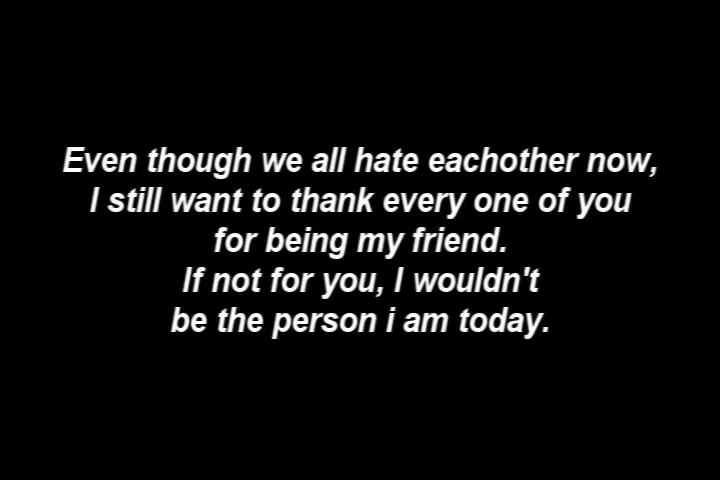 Even though we all hate eachother now,
I still want to thank every one of you
for being my friend.
If not for you, I wouldn't
be the person i am today.